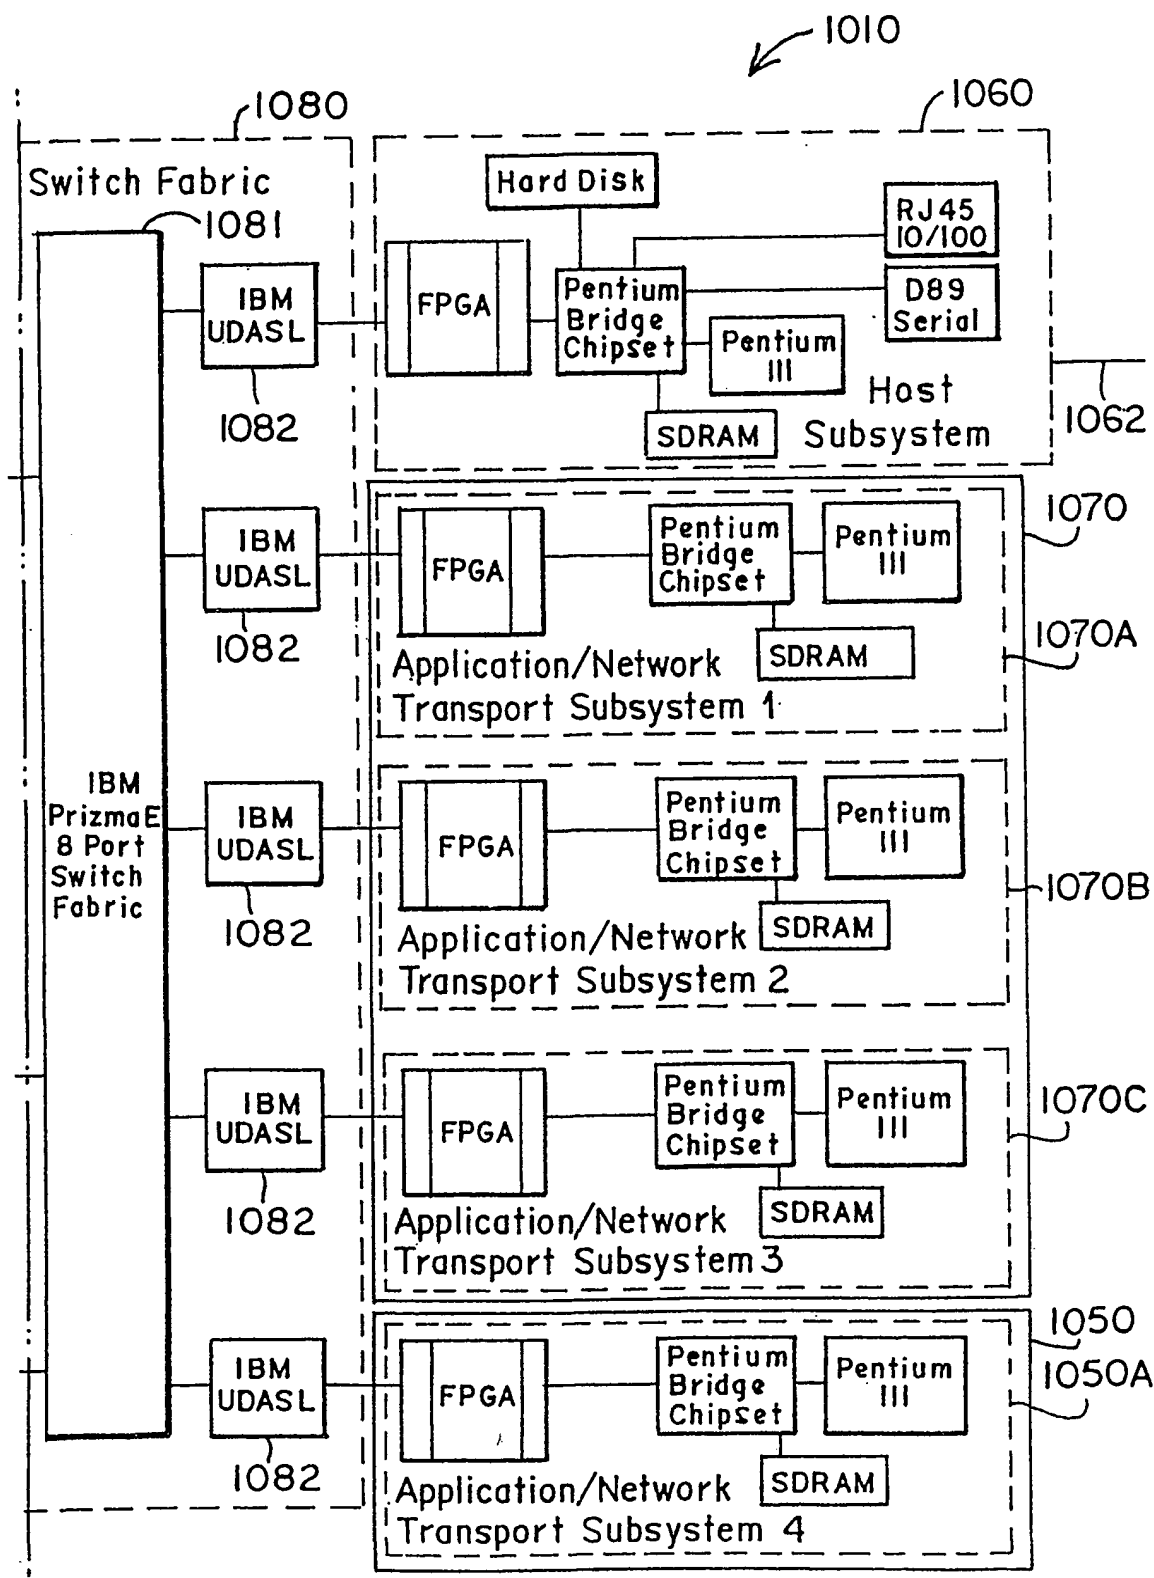 1010
1080
1060
Switch Fabric
1081
Hard Disk
RJ45
10/100
IBM
UDASL
FPGA
Pentium
Bridge
Chipset
D89
Serial
Pentium
III
1082
SDRAM
Host
Subsystem
1062
IBM
UDASL
1082
FPGA
Pentium
Bridge
Chipset
Pentium
III
1070
SDRAM
1070A
Application/Network
Transport Subsystem 1
IBM
PrizmaE
8 Port
Switch
Fabric
IBM
UDASL
1082
FPGA
Pentium
Bridge
Chipset
Pentium
III
1070B
SDRAM
Application/Network
Transport Subsystem 2
IBM
UDASL
1082
FPGA
Pentium
Bridge
Chipset
Pentium
III
1070C
SDRAM
Application/Network
Transport Subsystem 3
IBM
UDASL
1082
FPGA
Pentium
Bridge
Chipset
Pentium
III
1050
1050A
SDRAM
Application/Network
Transport Subsystem 4